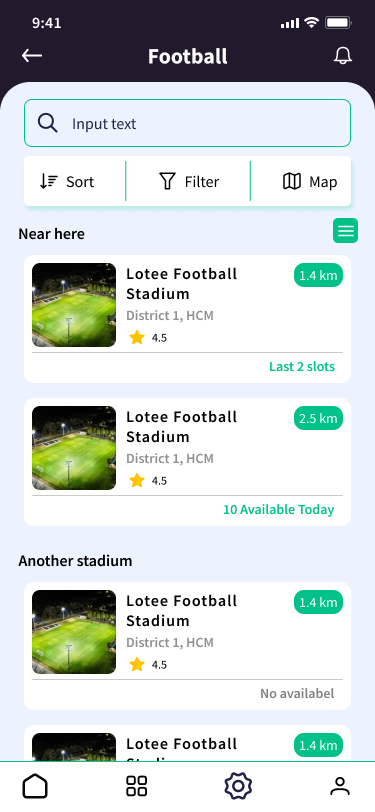 9:41
Football
Input text
Sort
Filter
Map
Near here
Lotee Football
Stadium
1.4 km
District 1, HCM
4.5
Last 2 slots
Lotee Football
Stadium
2.5 km
District 1, HCM
4.5
10 Available Today
Another stadium
Lotee Football
Stadium
1.4 km
District 1, HCM
4.5
No availabel
Lotee Football
1.4 km